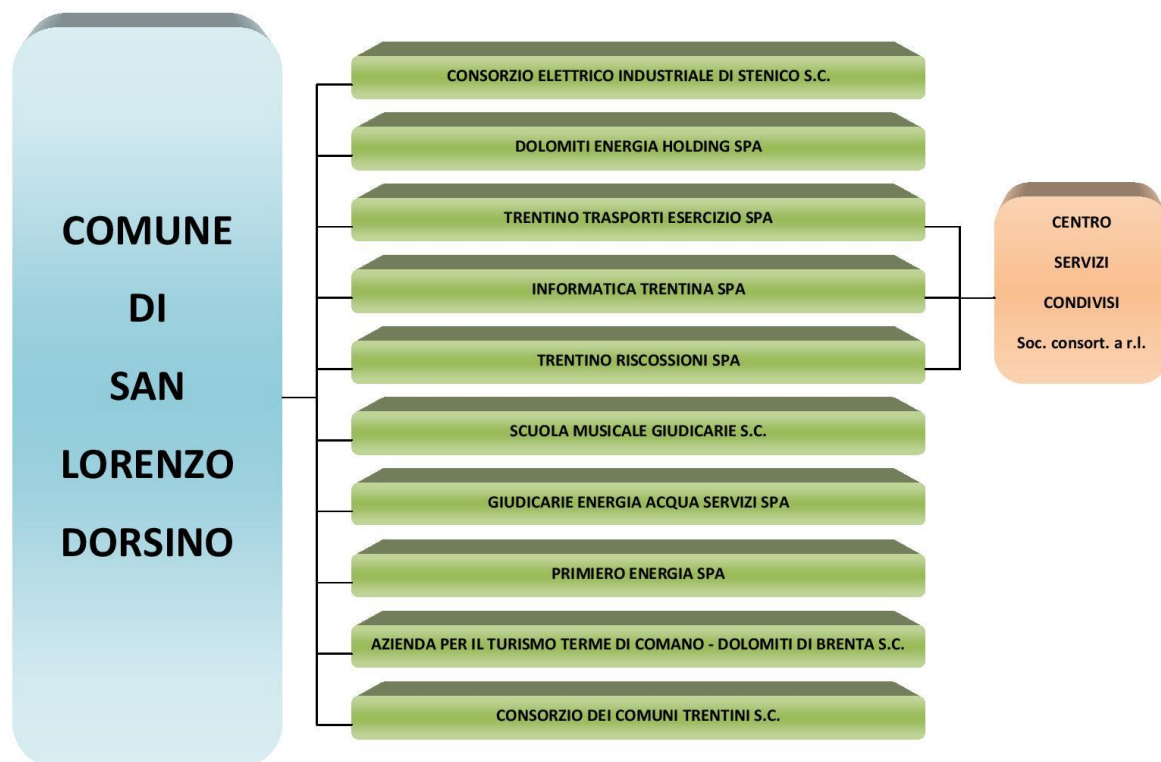 COMUNE
DI
SAN
LORENZO
DORSINO
CONSORZIO ELETTRICO INDUSTRIALE DI STENICO S.C.
DOLOMITI ENERGIA HOLDING SPA
TRENTINO TRASPORTI ESERCIZIO SPA
INFORMATICA TRENTINA SPA
TRENTINO RISCOSSIONI SPA
SCUOLA MUSICALE GIUDICARIE S.C.
GIUDICARIE ENERGIA ACQUA SERVIZI SPA
PRIMIERO ENERGIA SPA
AZIENDA PER IL TURISMO TERME DI COMANO - DOLOMITI DI BRENTA S.C.
CONSORZIO DEI COMUNI TRENTINI S.C.
CENTRO
SERVIZI
CONDIVISI
Soc. consort. a r.l.